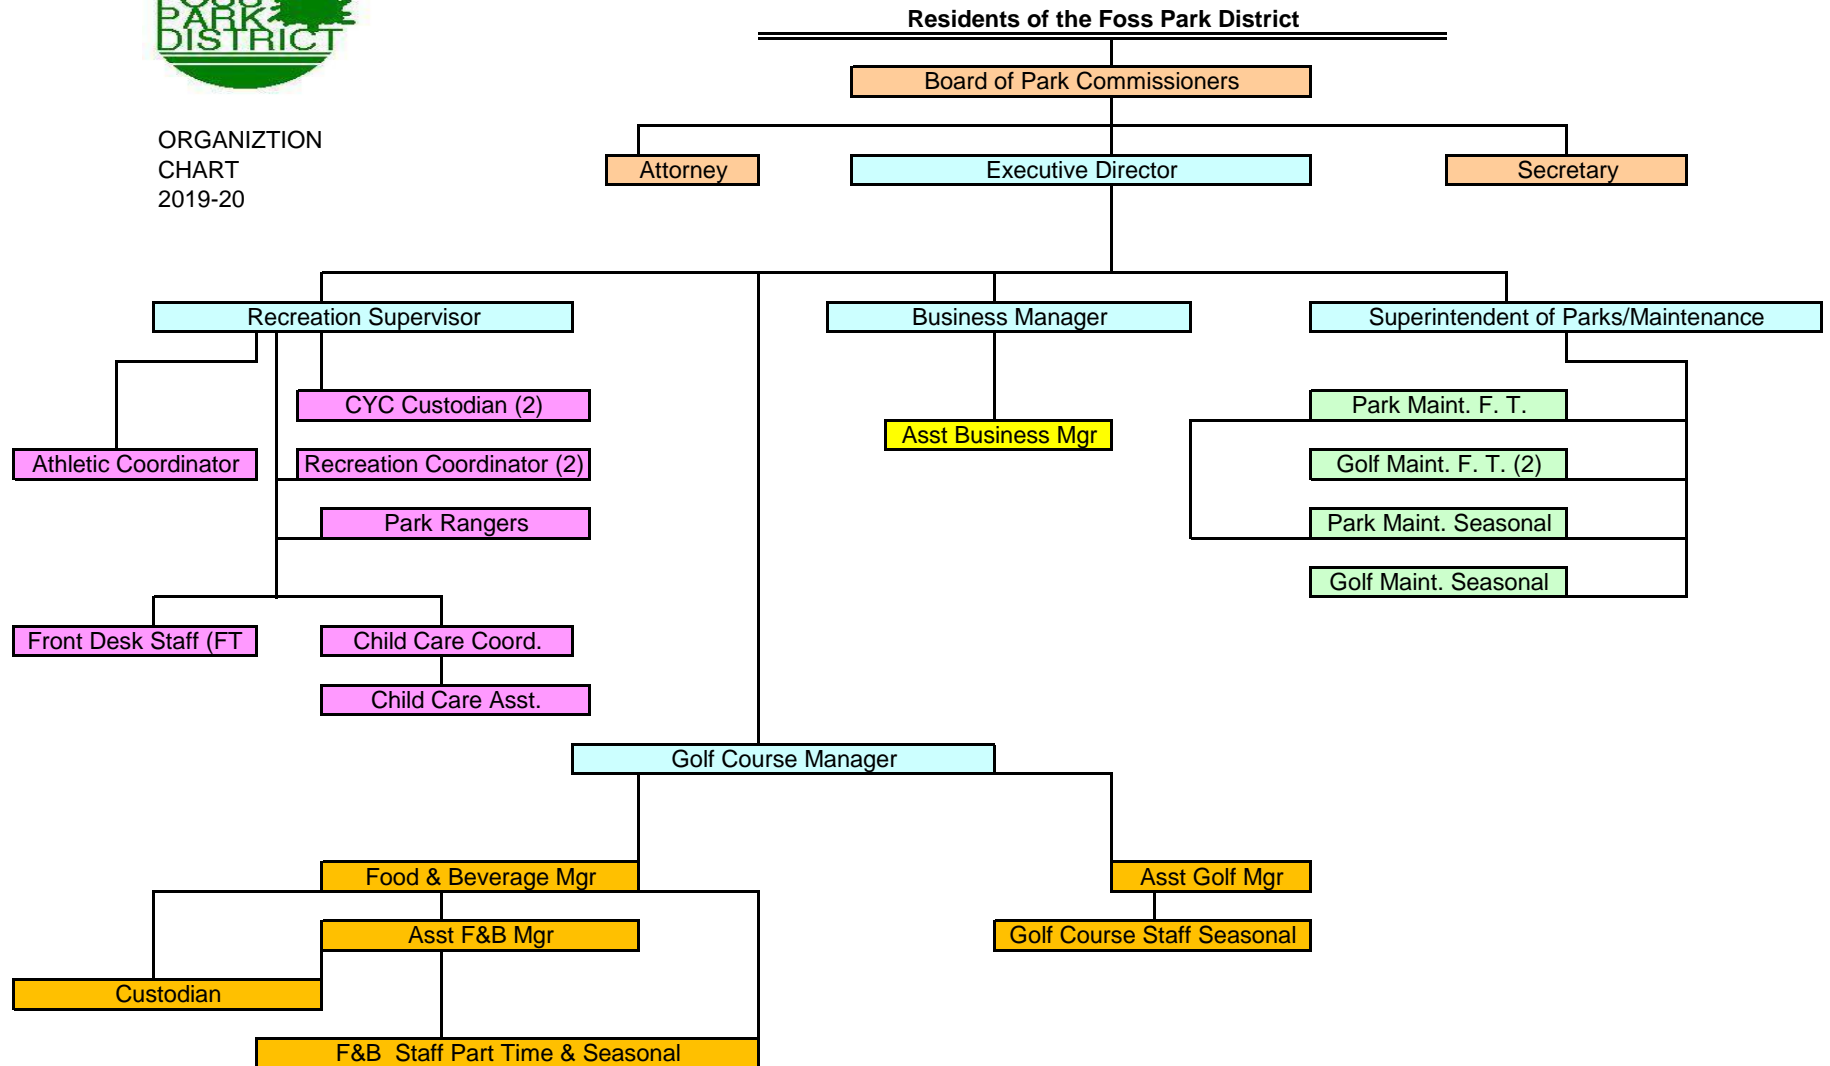 FOSS
PARK
DISTRICT
Residents of the Foss Park District
Board of Park Commissioners
ORGANIZTION
CHART
2019-20
Attorney
Executive Director
Secretary
Recreation Supervisor
Business Manager
Superintendent of Parks/Maintenance
CYC Custodian (2)
Park Maint. F. T.
Asst Business Mgr
Athletic Coordinator
Recreation Coordinator (2)
Golf Maint. F. T. (2)
Park Rangers
Park Maint. Seasonal
Golf Maint. Seasonal
Front Desk Staff (FT
Child Care Coord.
Child Care Asst.
Golf Course Manager
Food & Beverage Mgr
Asst Golf Mgr
Asst F&B Mgr
Golf Course Staff Seasonal
Custodian
F&B  Staff Part Time & Seasonal